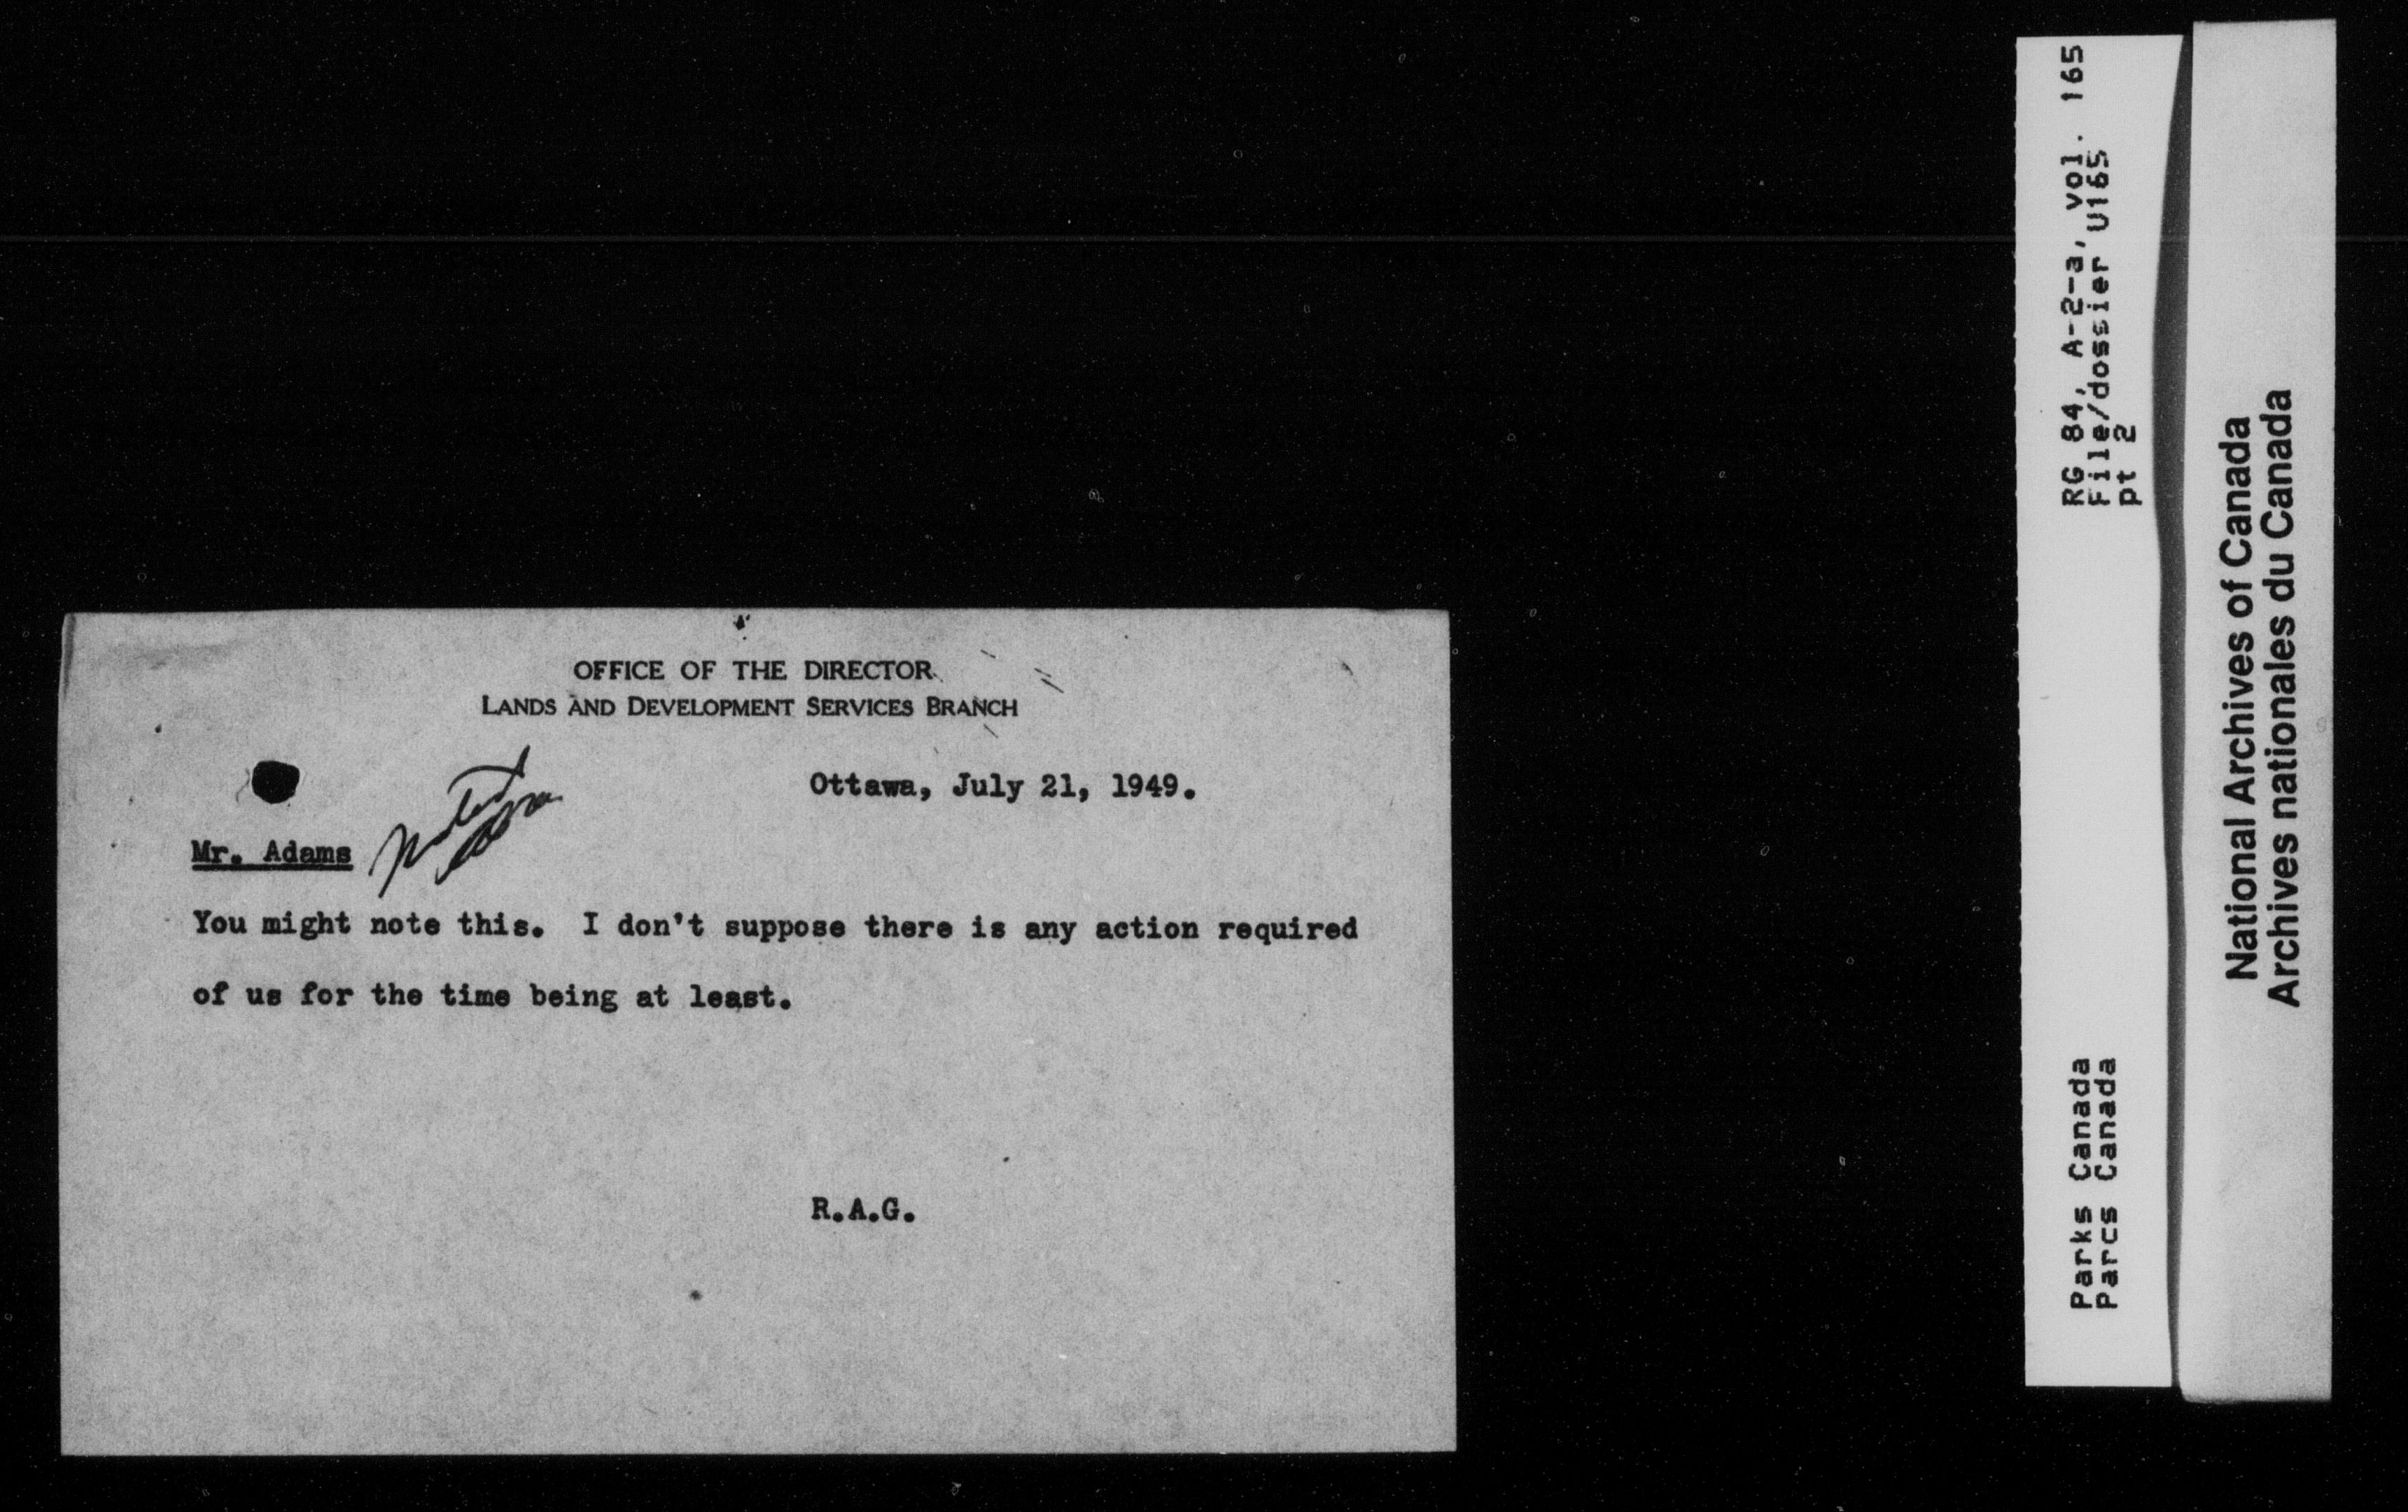 OFFICE OF THE DIRECTOR
LANDS AND DEVELOPMENT SERVICES BRANCH
Ottawa, July 21, 1949.
Mr. Adams
Noted
You might note this. I don't suppose there is any action required
of us for the time being at least.
R.A.G.
RG 84, A-2-a, vol. 165
File/dossier U165
pt 2
Parks Canada
Parcs Canada
National Archives of Canada
Archives nationales du Canada